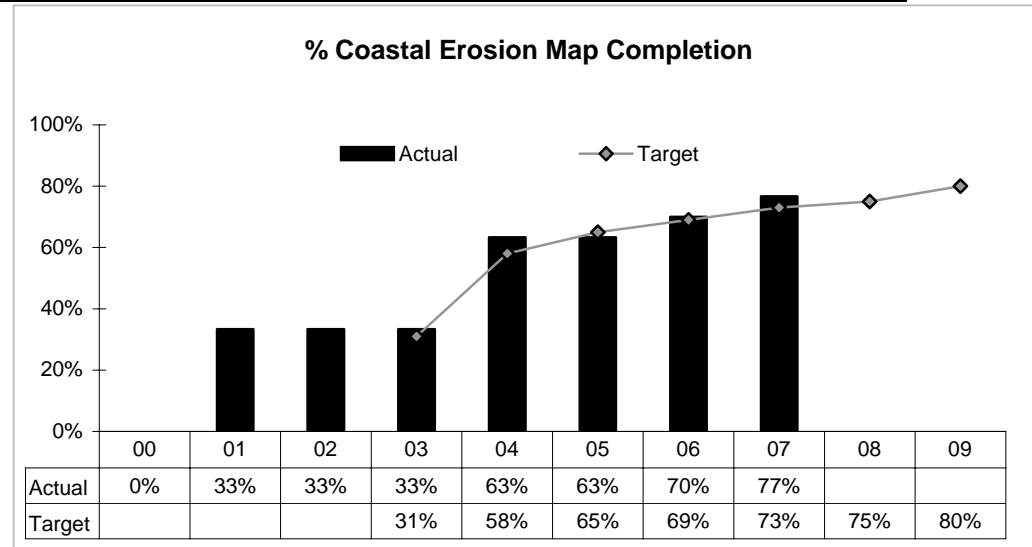 % Coastal Erosion Map Completion
100%
Actual Target
80%
60%
40%
20%
0%
00 01 02 03 04 05 06 07 08 09
Actual 0% 33% 33% 33% 63% 63% 70% 77%
Target 31% 58% 65% 69% 73% 75% 80%